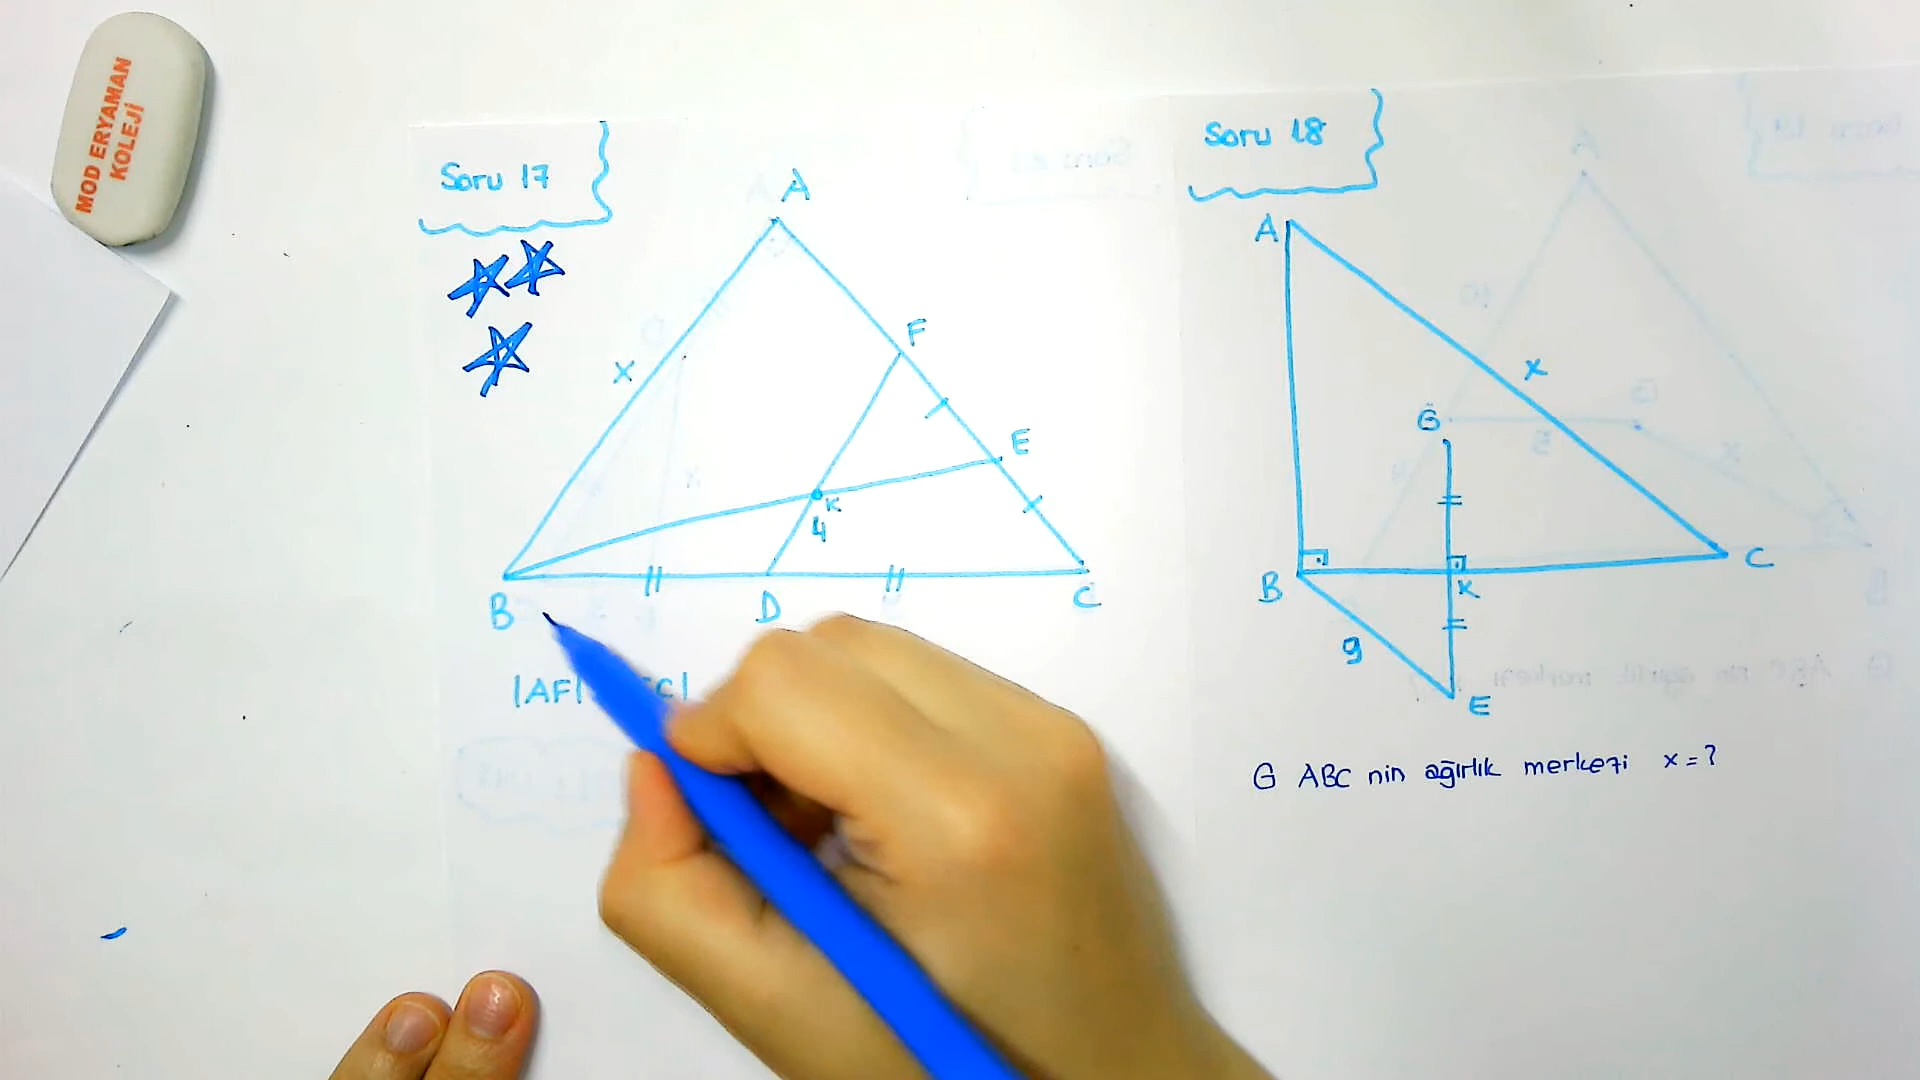 MOD ERYAMAN
KOLEJİ
Soru 17
A
F
x
E
K
4
B
D
C
|AF|
C|
Soru 18
A
x
G
B
K
C
9
E
G ABC nin ağırlık merkezi x = ?